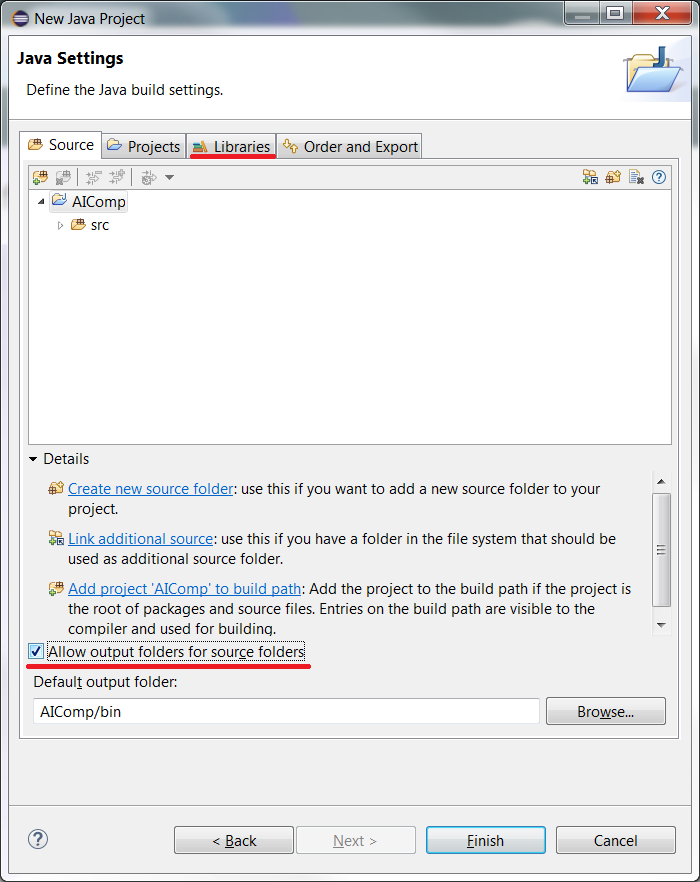 New Java Project
Java Settings
Define the Java build settings.
Source Projects Libraries Order and Export
AIComp
src
Details
Create new source folder: use this if you want to add a new source folder to your
project.
Link additional source: use this if you have a folder in the file system that should be
used as additional source folder.
Add project 'AIComp' to build path: Add the project to the build path if the project is
the root of packages and source files. Entries on the build path are visible to the
compiler and used for building.
Allow output folders for source folders
Default output folder:
AIComp/bin
Browse...
< Back Next > Finish Cancel